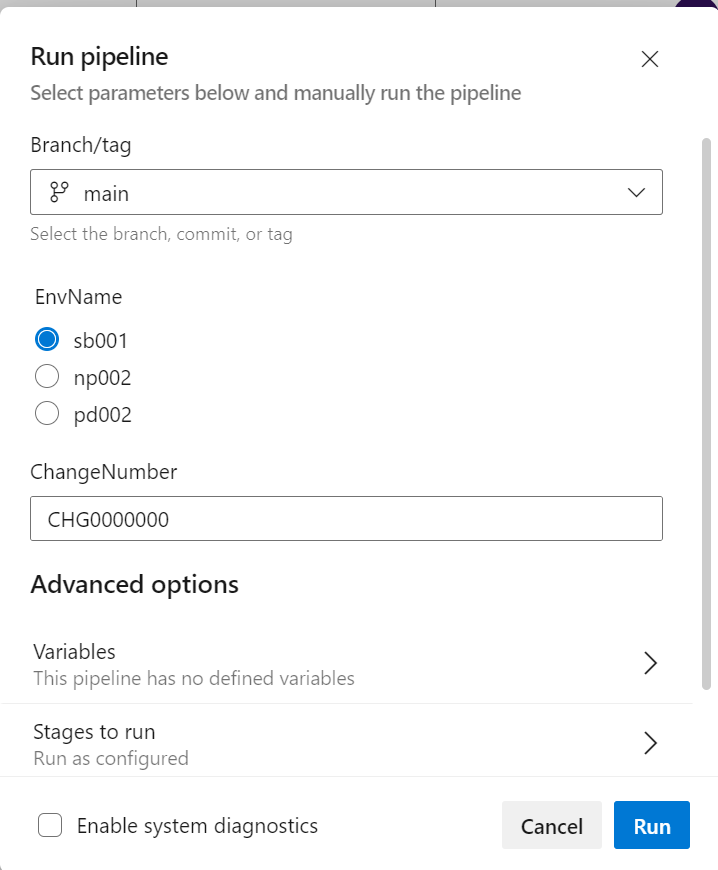 Run pipeline
Select parameters below and manually run the pipeline
Branch/tag
main
Select the branch, commit, or tag
EnvName
sb001
np002
pd002
ChangeNumber
CHG0000000
Advanced options
Variables
This pipeline has no defined variables
Stages to run
Run as configured
Enable system diagnostics
Cancel
Run